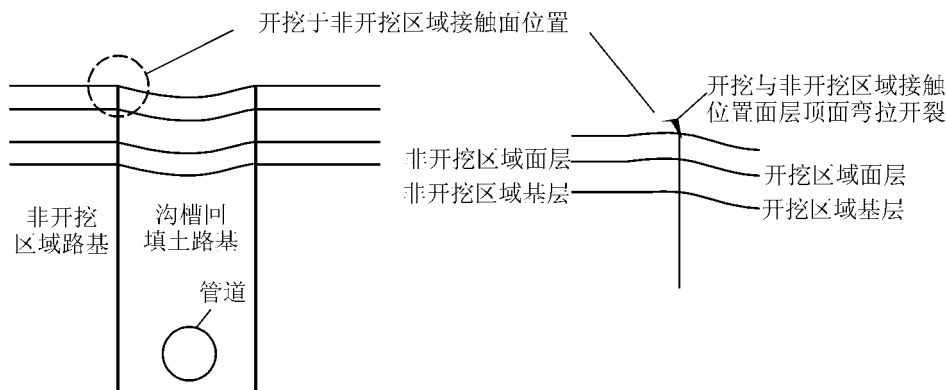 开挖于非开挖区域接触面位置
开挖与非开挖区域接触
位置面层顶面弯拉开裂
非开挖区域面层
开挖区域面层
非开挖区域基层
开挖区域基层
非开挖
区域路基
沟槽回
填土路基
管道